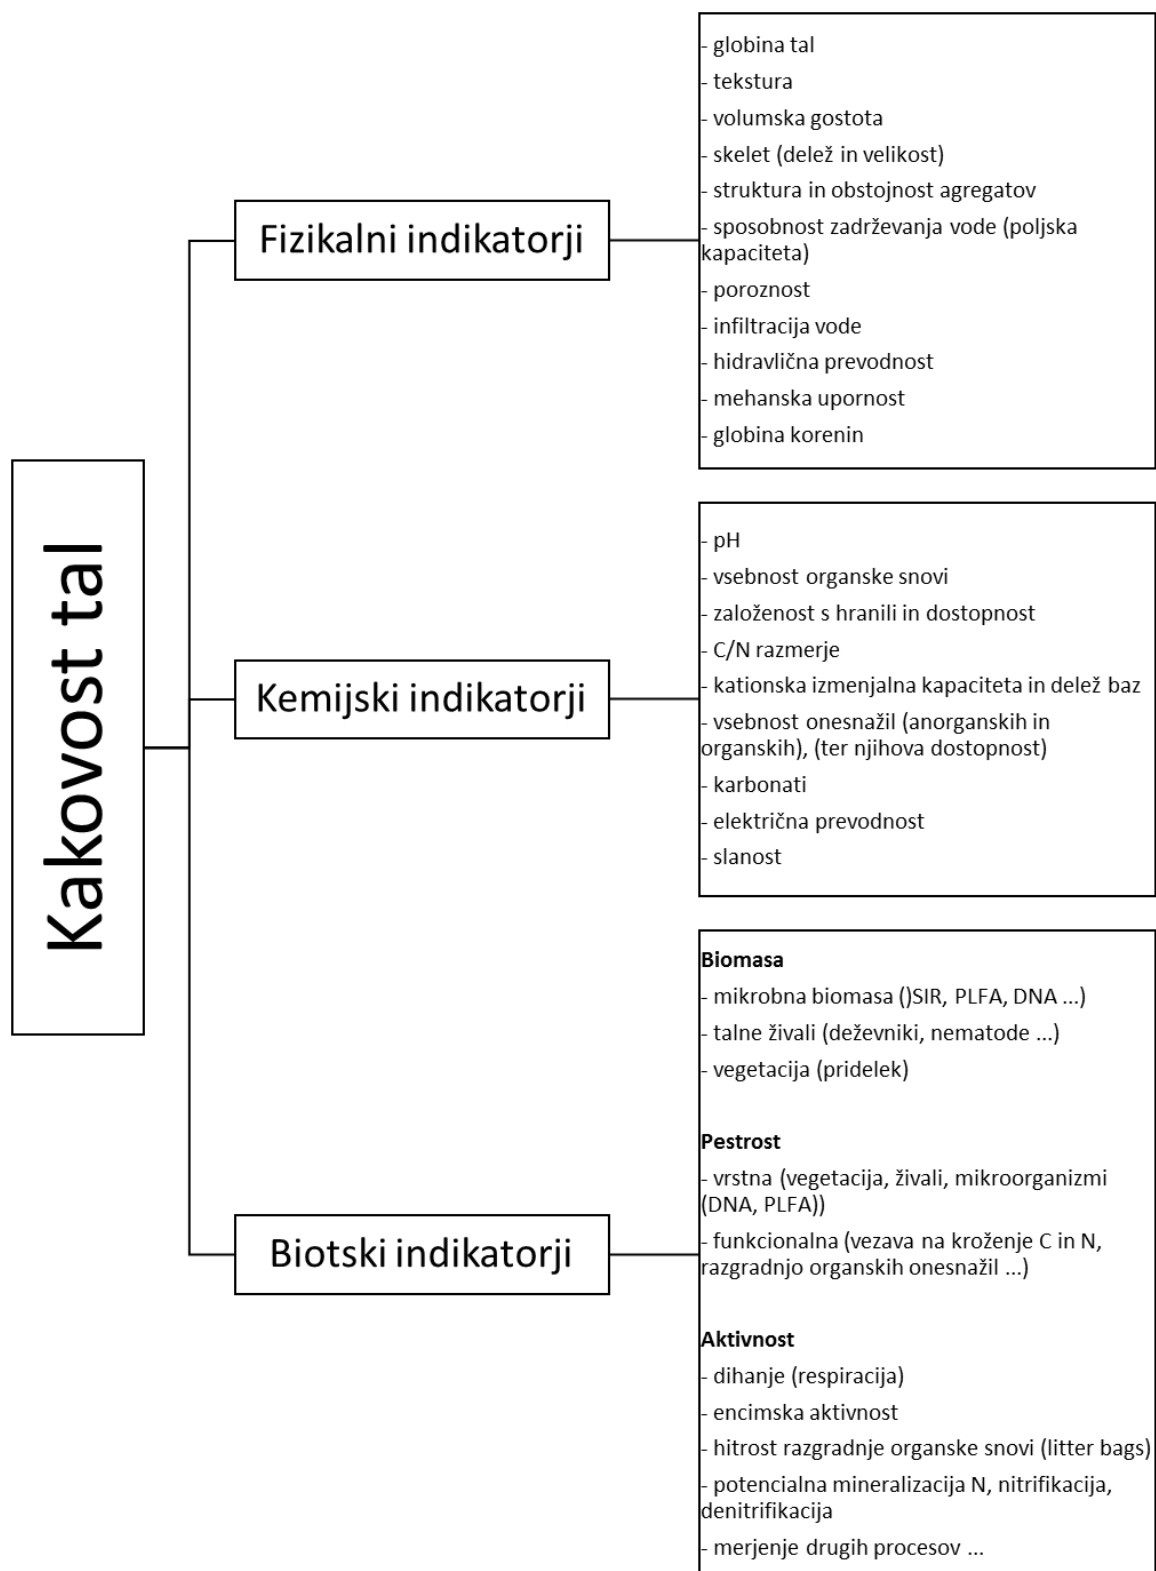 Kakovost tal
Fizikalni indikatorji
- globina tal
- tekstura
- volumska gostota
- skelet (delež in velikost)
- struktura in obstojnost agregatov
- sposobnost zadrževanja vode (poljska
kapaciteta)
- poroznost
- infiltracija vode
- hidravlična prevodnost
- mehanska upornost
- globina korenin
Kemijski indikatorji
- pH
- vsebnost organske snovi
- založenost s hranili in dostopnost
- C/N razmerje
- kationska izmenjalna kapaciteta in delež baz
- vsebnost onesnažil (anorganskih in
organskih), (ter njihova dostopnost)
- karbonati
- električna prevodnost
- slanost
Biotski indikatorji
Biomasa
- mikrobna biomasa ()SIR, PLFA, DNA ...)
- talne živali (deževniki, nematode ...)
- vegetacija (pridelek)
Pestrost
- vrstna (vegetacija, živali, mikroorganizmi
(DNA, PLFA))
- funkcionalna (vezava na kroženje C in N,
razgradnjo organskih onesnažil ...)
Aktivnost
- dihanje (respiracija)
- encimska aktivnost
- hitrost razgradnje organske snovi (litter bags)
- potencialna mineralizacija N, nitrifikacija,
denitrifikacija
- merjenje drugih procesov ...